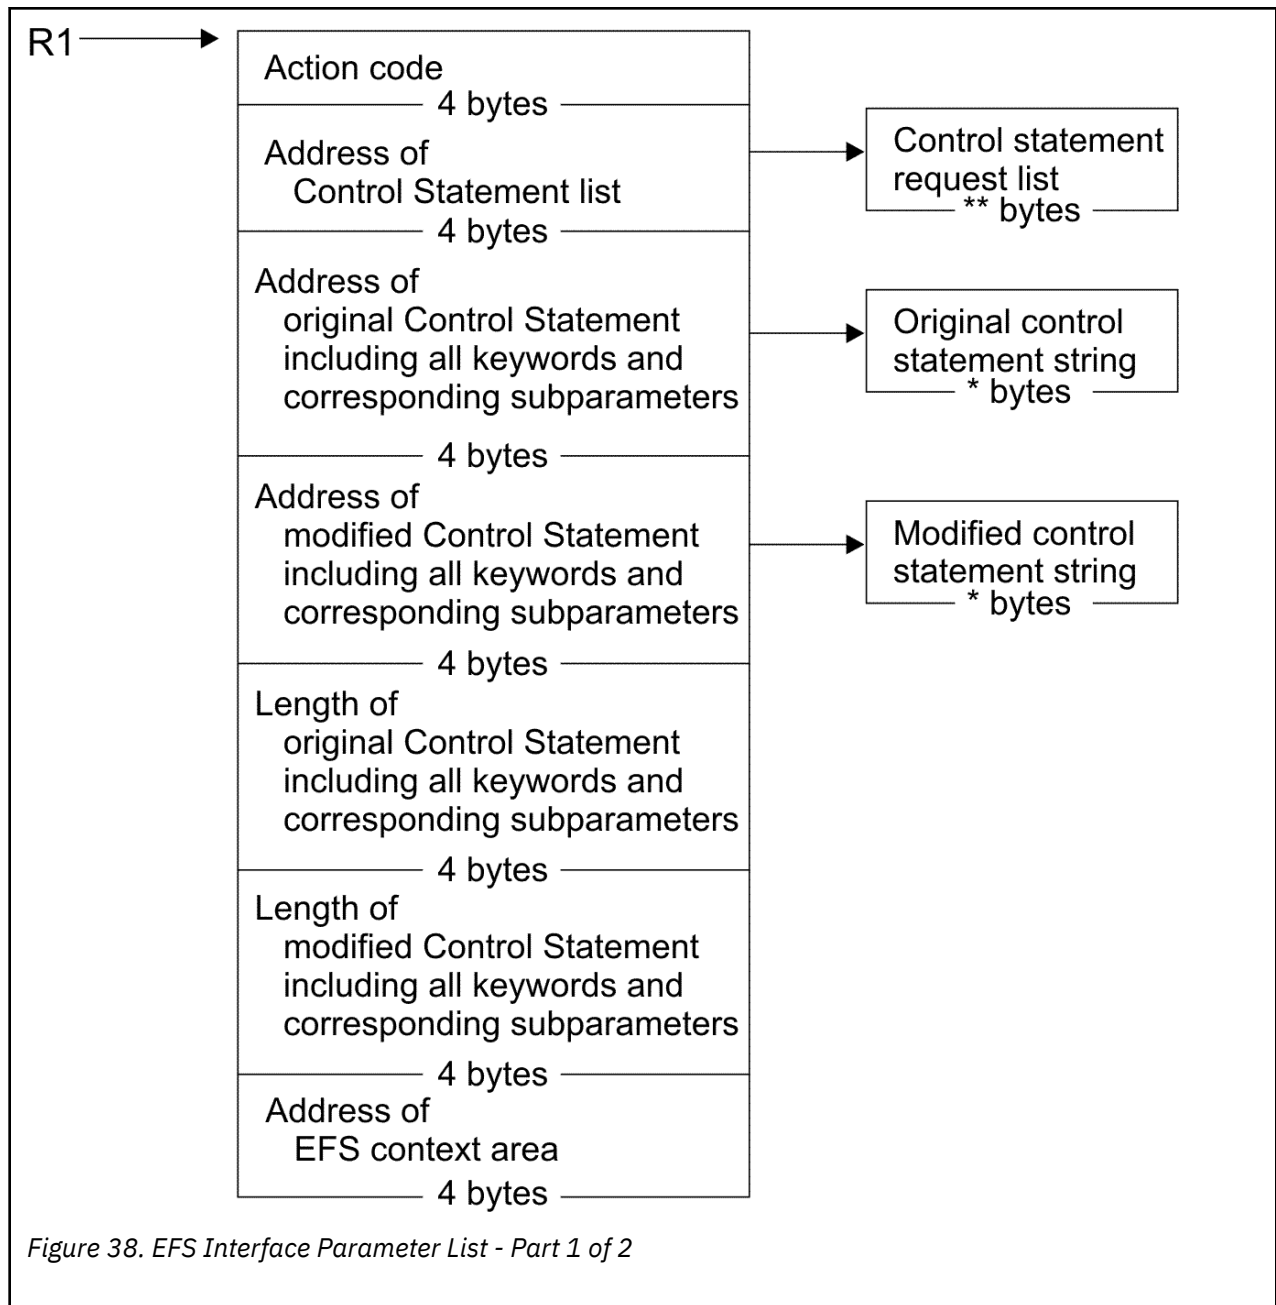 R1
Action code
4 bytes
Address of
Control Statement list
4 bytes
Control statement
request list
** bytes
Address of
original Control Statement
including all keywords and
corresponding subparameters
4 bytes
Original control
statement string
* bytes
Address of
modified Control Statement
including all keywords and
corresponding subparameters
4 bytes
Modified control
statement string
* bytes
Length of
original Control Statement
including all keywords and
corresponding subparameters
4 bytes
Length of
modified Control Statement
including all keywords and
corresponding subparameters
4 bytes
Address of
EFS context area
4 bytes
Figure 38. EFS Interface Parameter List - Part 1 of 2